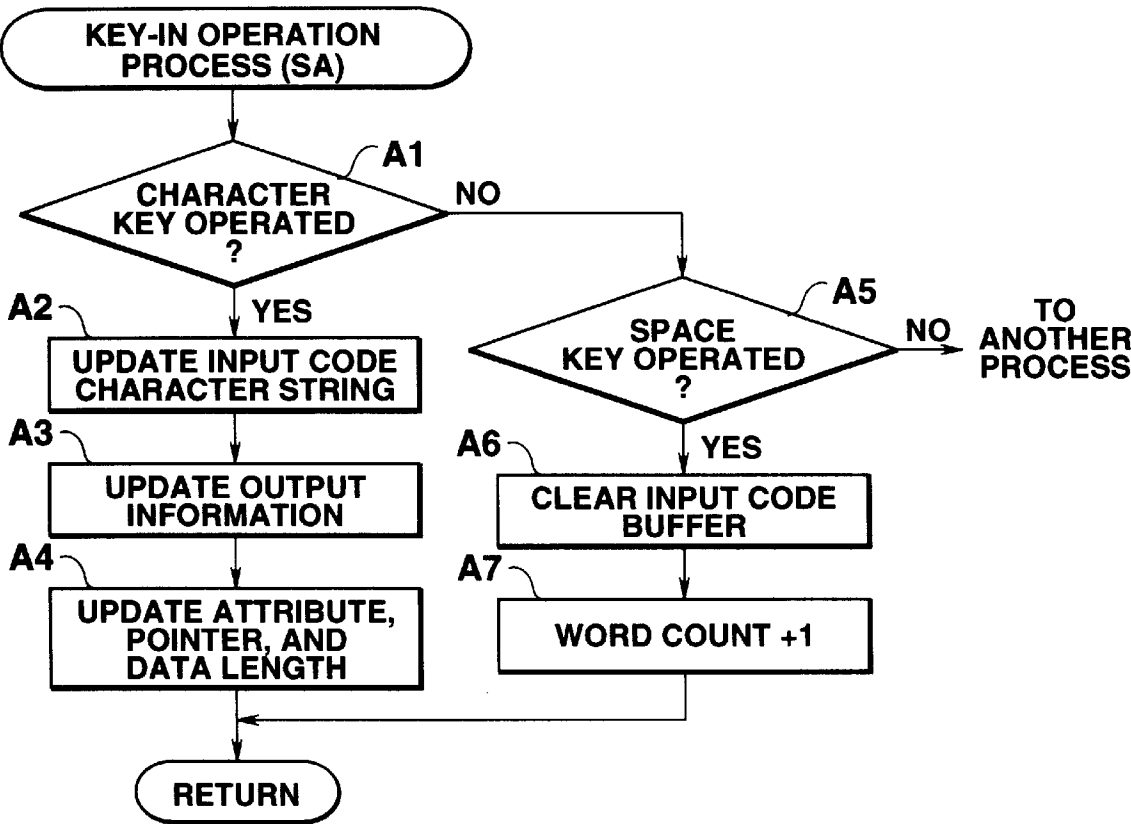 KEY-IN OPERATION
PROCESS (SA)
A1
CHARACTER
KEY OPERATED
?
NO
YES
A2
UPDATE INPUT CODE
CHARACTER STRING
A3
UPDATE OUTPUT
INFORMATION
A4
UPDATE ATTRIBUTE,
POINTER, AND
DATA LENGTH
A5
SPACE
KEY OPERATED
?
NO
TO
ANOTHER
PROCESS
YES
A6
CLEAR INPUT CODE
BUFFER
A7
WORD COUNT +1
RETURN